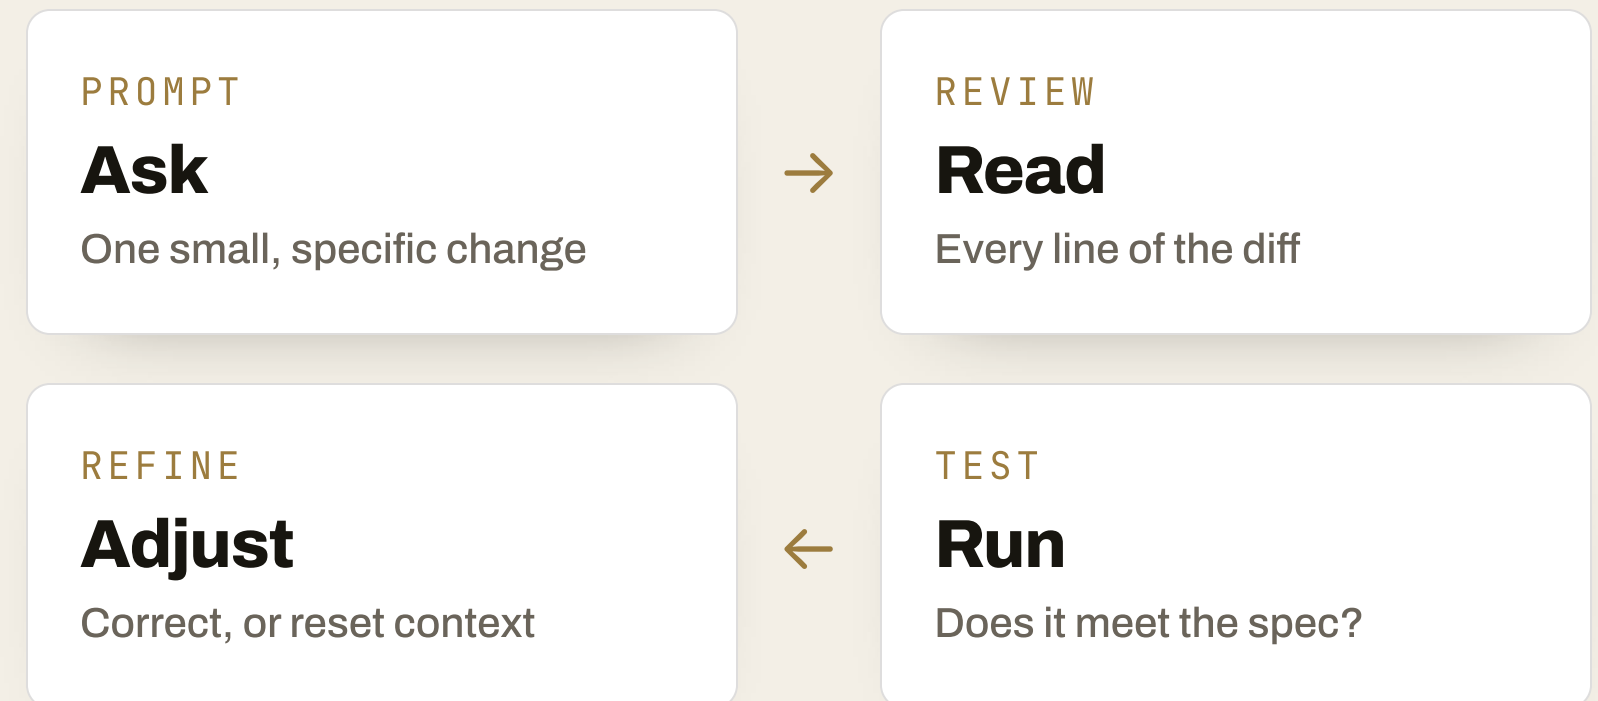 PROMPT
Ask
One small, specific change
→
REVIEW
Read
Every line of the diff
REFINE
Adjust
Correct, or reset context
←
TEST
Run
Does it meet the spec?